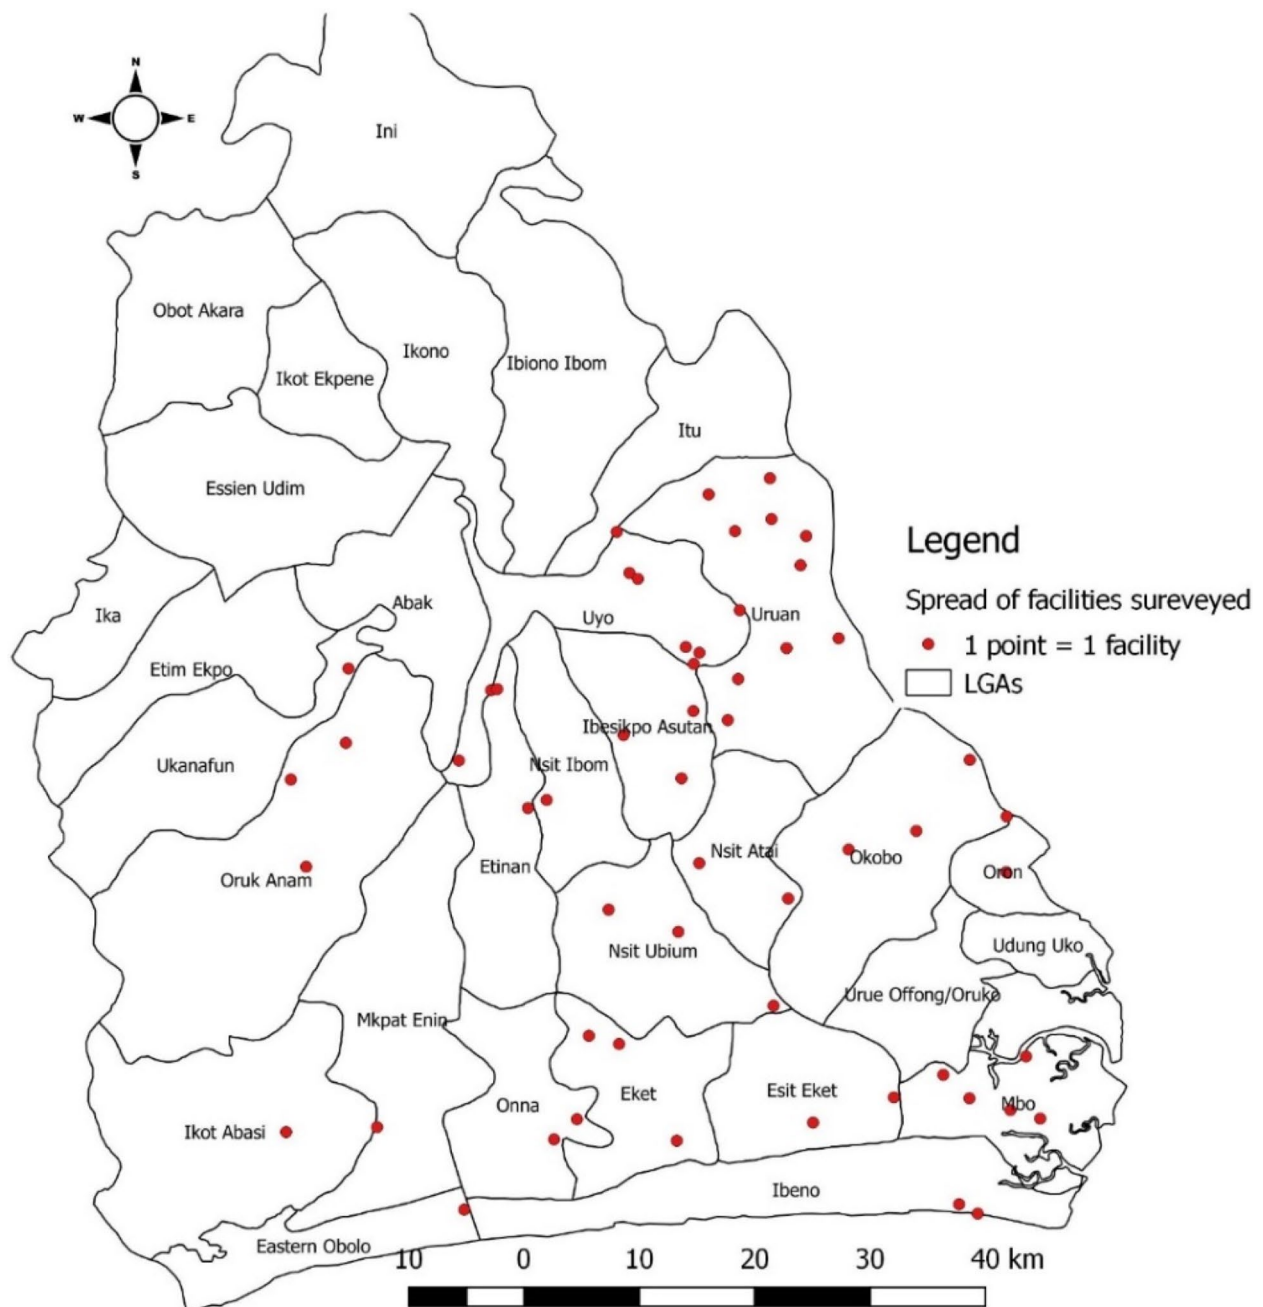 N
W E
S
Ini
Obot Akara
Ikot Ekpene
Ikono
Ibiono Ibom
Itu
Essien Udim
Legend
Spread of facilities sureveyed
1 point = 1 facility
LGAs
Ika
Abak
Uyo
Uruan
Etim Ekpo
Ukanafun
Ibesikpo Asutan
Nsit Ibom
Oruk Anam
Etinan
Nsit Atai
Okobo
Oron
Nsit Ubium
Udung Uko
Urue Offong/Oruko
Mkpat Enin
Ikot Abasi
Onna
Eket
Esit Eket
Mbo
Ibeno
Eastern Obolo
10 0 10 20 30 40 km